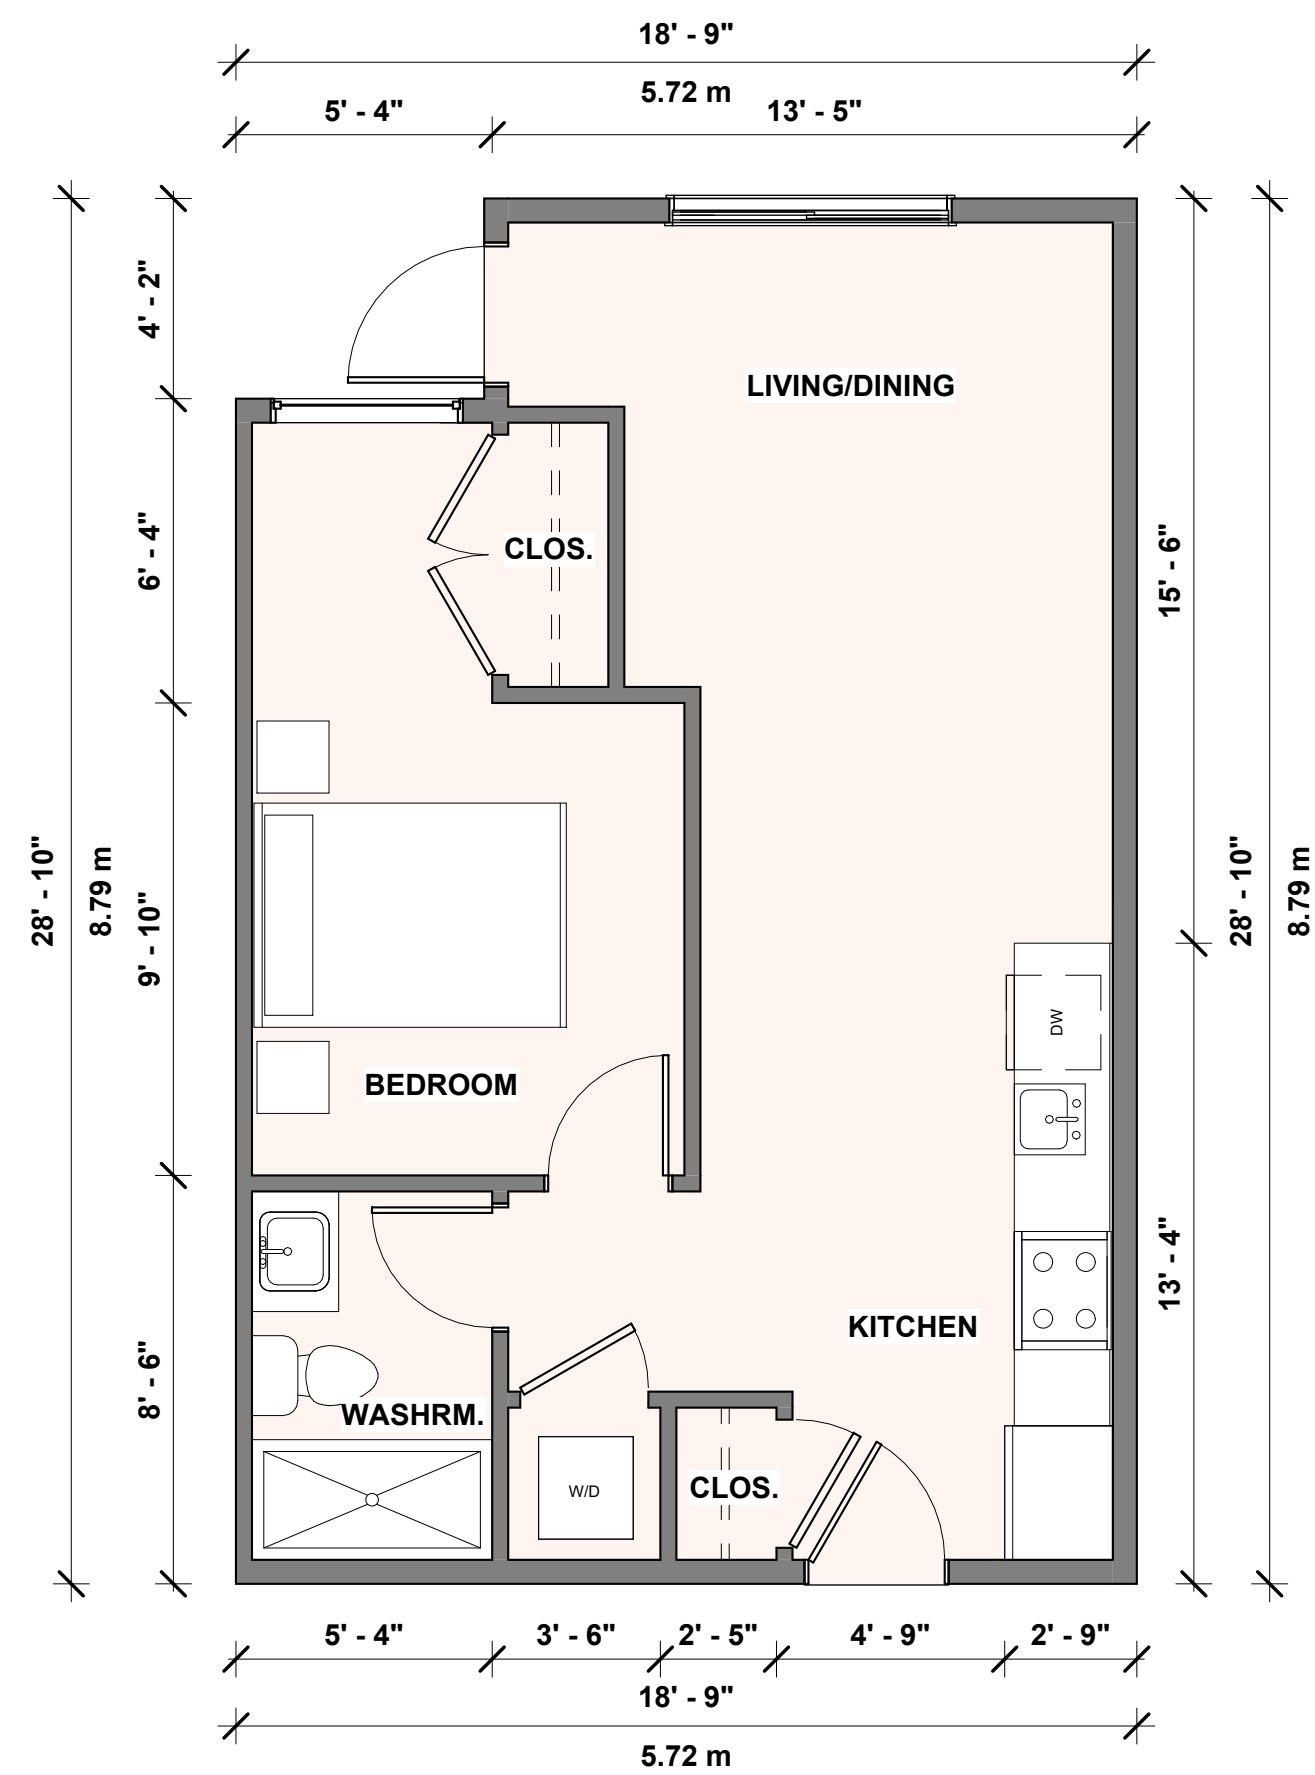 18' - 9"
5.72 m
5' - 4"
13' - 5"
4' - 2"
LIVING/DINING
6' - 4"
CLOS.
15' - 6"
28' - 10"
8.79 m
9' - 10"
28' - 10"
8.79 m
DW
BEDROOM
13' - 4"
KITCHEN
8' - 6"
WASHRM.
W/D
CLOS.
5' - 4"
3' - 6"
2' - 5"
4' - 9"
2' - 9"
18' - 9"
5.72 m